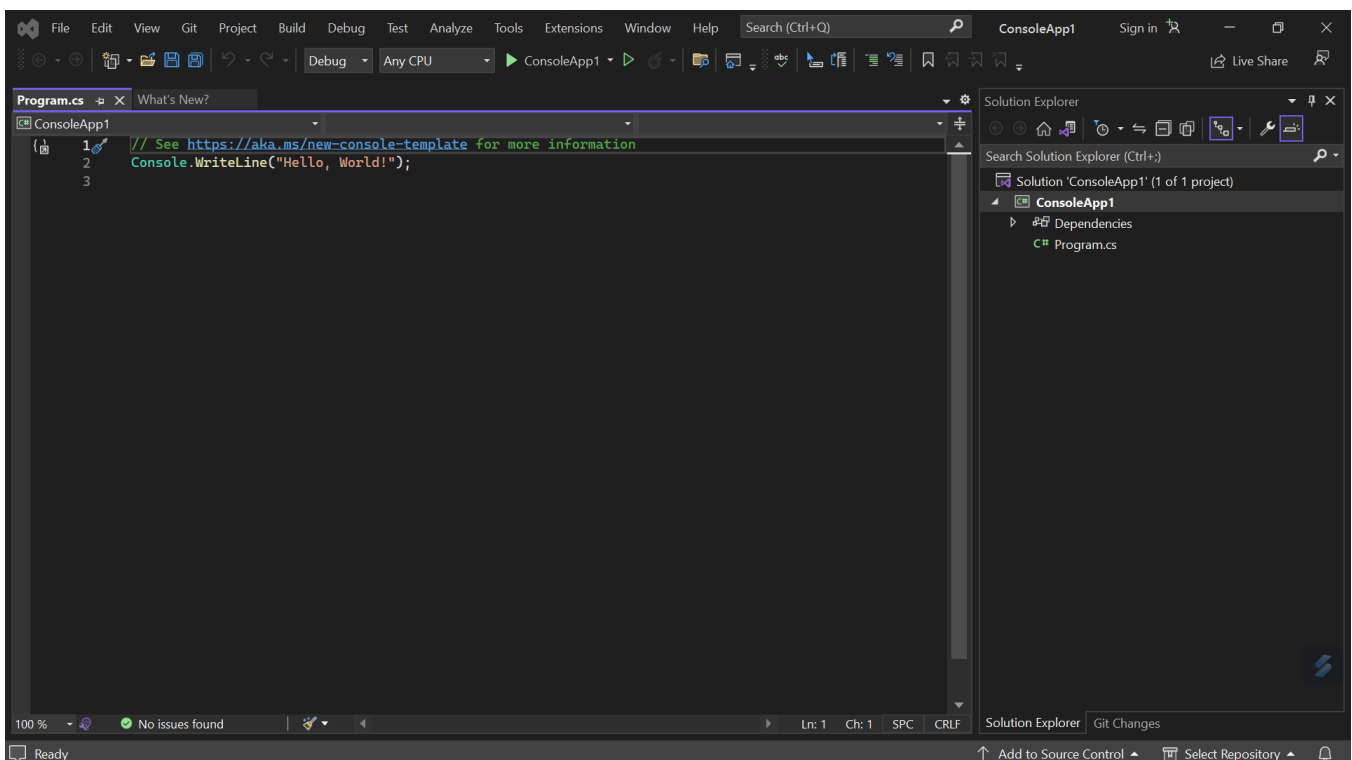 File Edit View Git Project Build Debug Test Analyze Tools Extensions Window Help Search (Ctrl+Q) ConsoleApp1 Sign in
Debug Any CPU ConsoleApp1 Live Share
Program.cs What's New?
ConsoleApp1
1 // See https://aka.ms/new-console-template for more information
2 Console.WriteLine("Hello, World!");
3
100 % No issues found Ln: 1 Ch: 1 SPC CRLF
Solution Explorer
Search Solution Explorer (Ctrl+;)
Solution 'ConsoleApp1' (1 of 1 project)
C# ConsoleApp1
Dependencies
C# Program.cs
Solution Explorer Git Changes
Ready Add to Source Control Select Repository